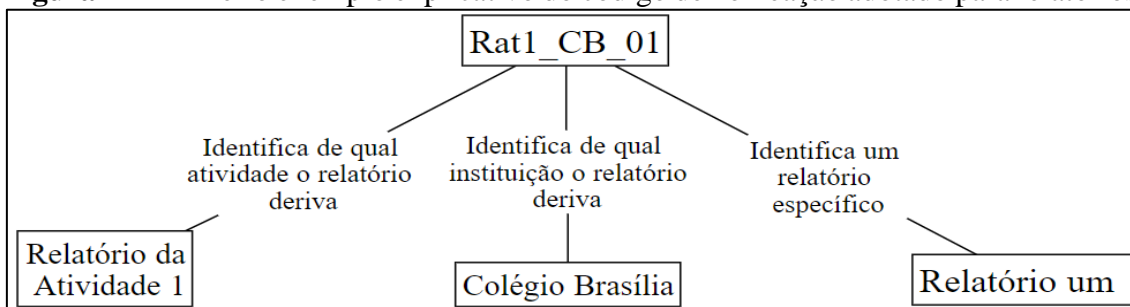 Rat1_CB_01
Identifica de qual
atividade o relatório
deriva
Identifica de qual
instituição o relatório
deriva
Identifica um
relatório
específico
Relatório da
Atividade 1
Colégio Brasília
Relatório um